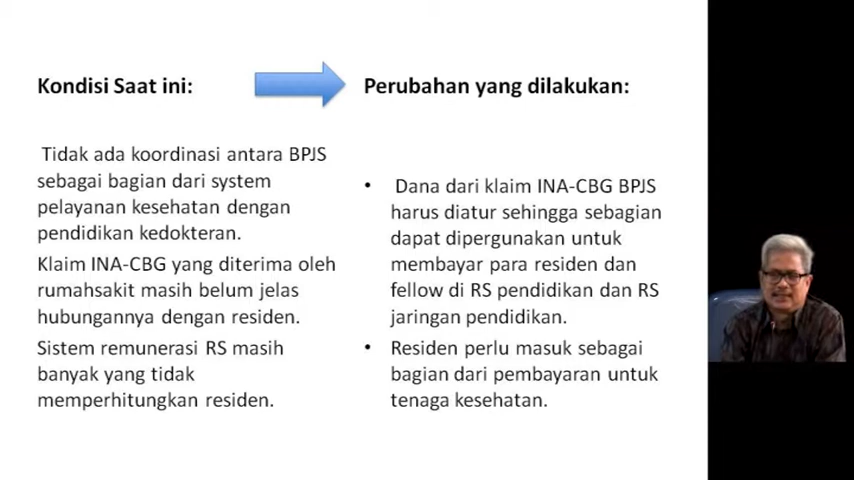 Kondisi Saat ini:
Perubahan yang dilakukan:
Tidak ada koordinasi antara BPJS
sebagai bagian dari system
pelayanan kesehatan dengan
pendidikan kedokteran.
Klaim INA-CBG yang diterima oleh
rumahsakit masih belum jelas
hubungannya dengan residen.
Sistem remunerasi RS masih
banyak yang tidak
memperhitungkan residen.
• Dana dari klaim INA-CBG BPJS
harus diatur sehingga sebagian
dapat dipergunakan untuk
membayar para residen dan
fellow di RS pendidikan dan RS
jaringan pendidikan.
• Residen perlu masuk sebagai
bagian dari pembayaran untuk
tenaga kesehatan.